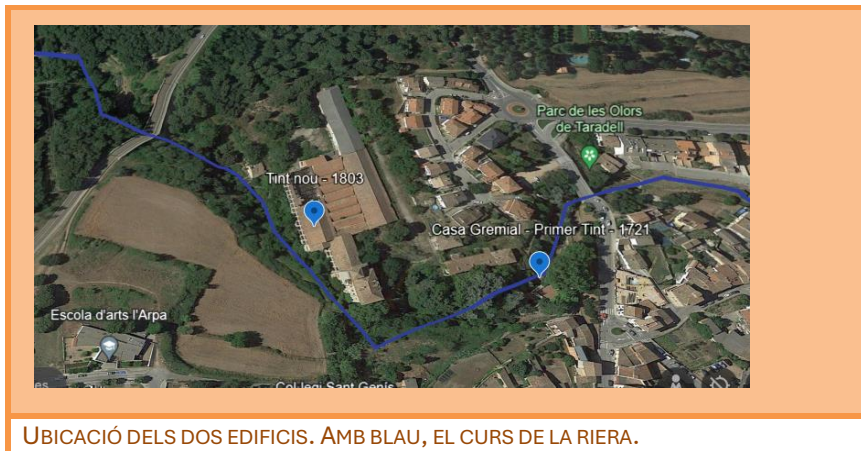 Parc de les Olors
de Taradell
Tint nou - 1803
Casa Gremial - Primer Tint - 1721
Escola d'arts l'Arpa
Col·legi Sant Genís
es
UBICACIÓ DELS DOS EDIFICIS. AMB BLAU, EL CURS DE LA RIERA.